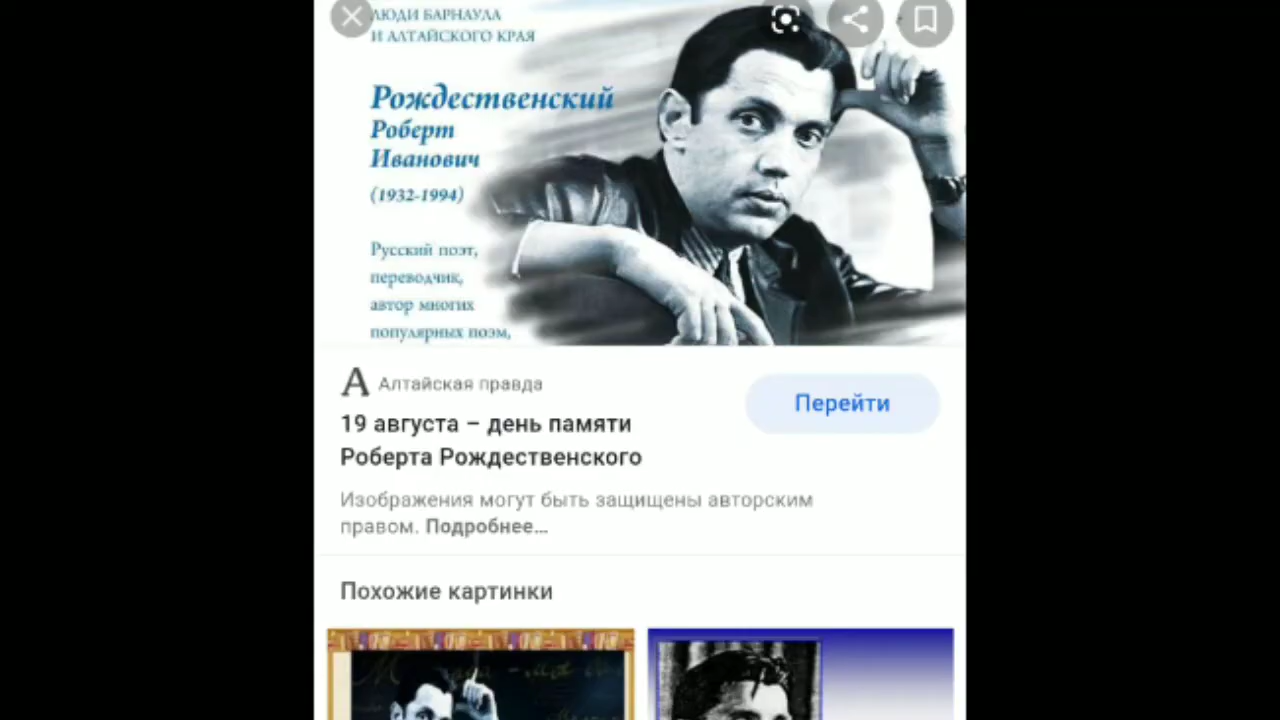 ЛЮДИ БАРНАУЛА
И АЛТАЙСКОГО КРАЯ
Рождественский
Роберт
Иванович
(1932-1994)
Русский поэт,
переводчик,
автор многих
популярных поэм,
А Алтайская правда
19 августа – день памяти
Роберта Рождественского
Перейти
Изображения могут быть защищены авторским
правом. Подробнее...
Похожие картинки